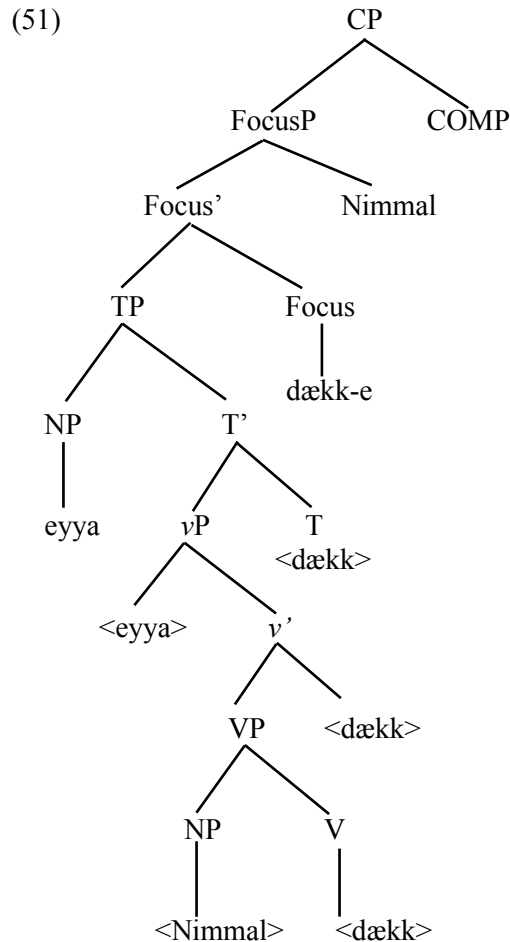 (51) CP
FocusP COMP
Focus’ Nimmal
TP Focus
dækk-e
NP T’
eyya vP T
<dækk>
<eyya> v’
VP <dækk>
NP V
<Nimmal> <dækk>